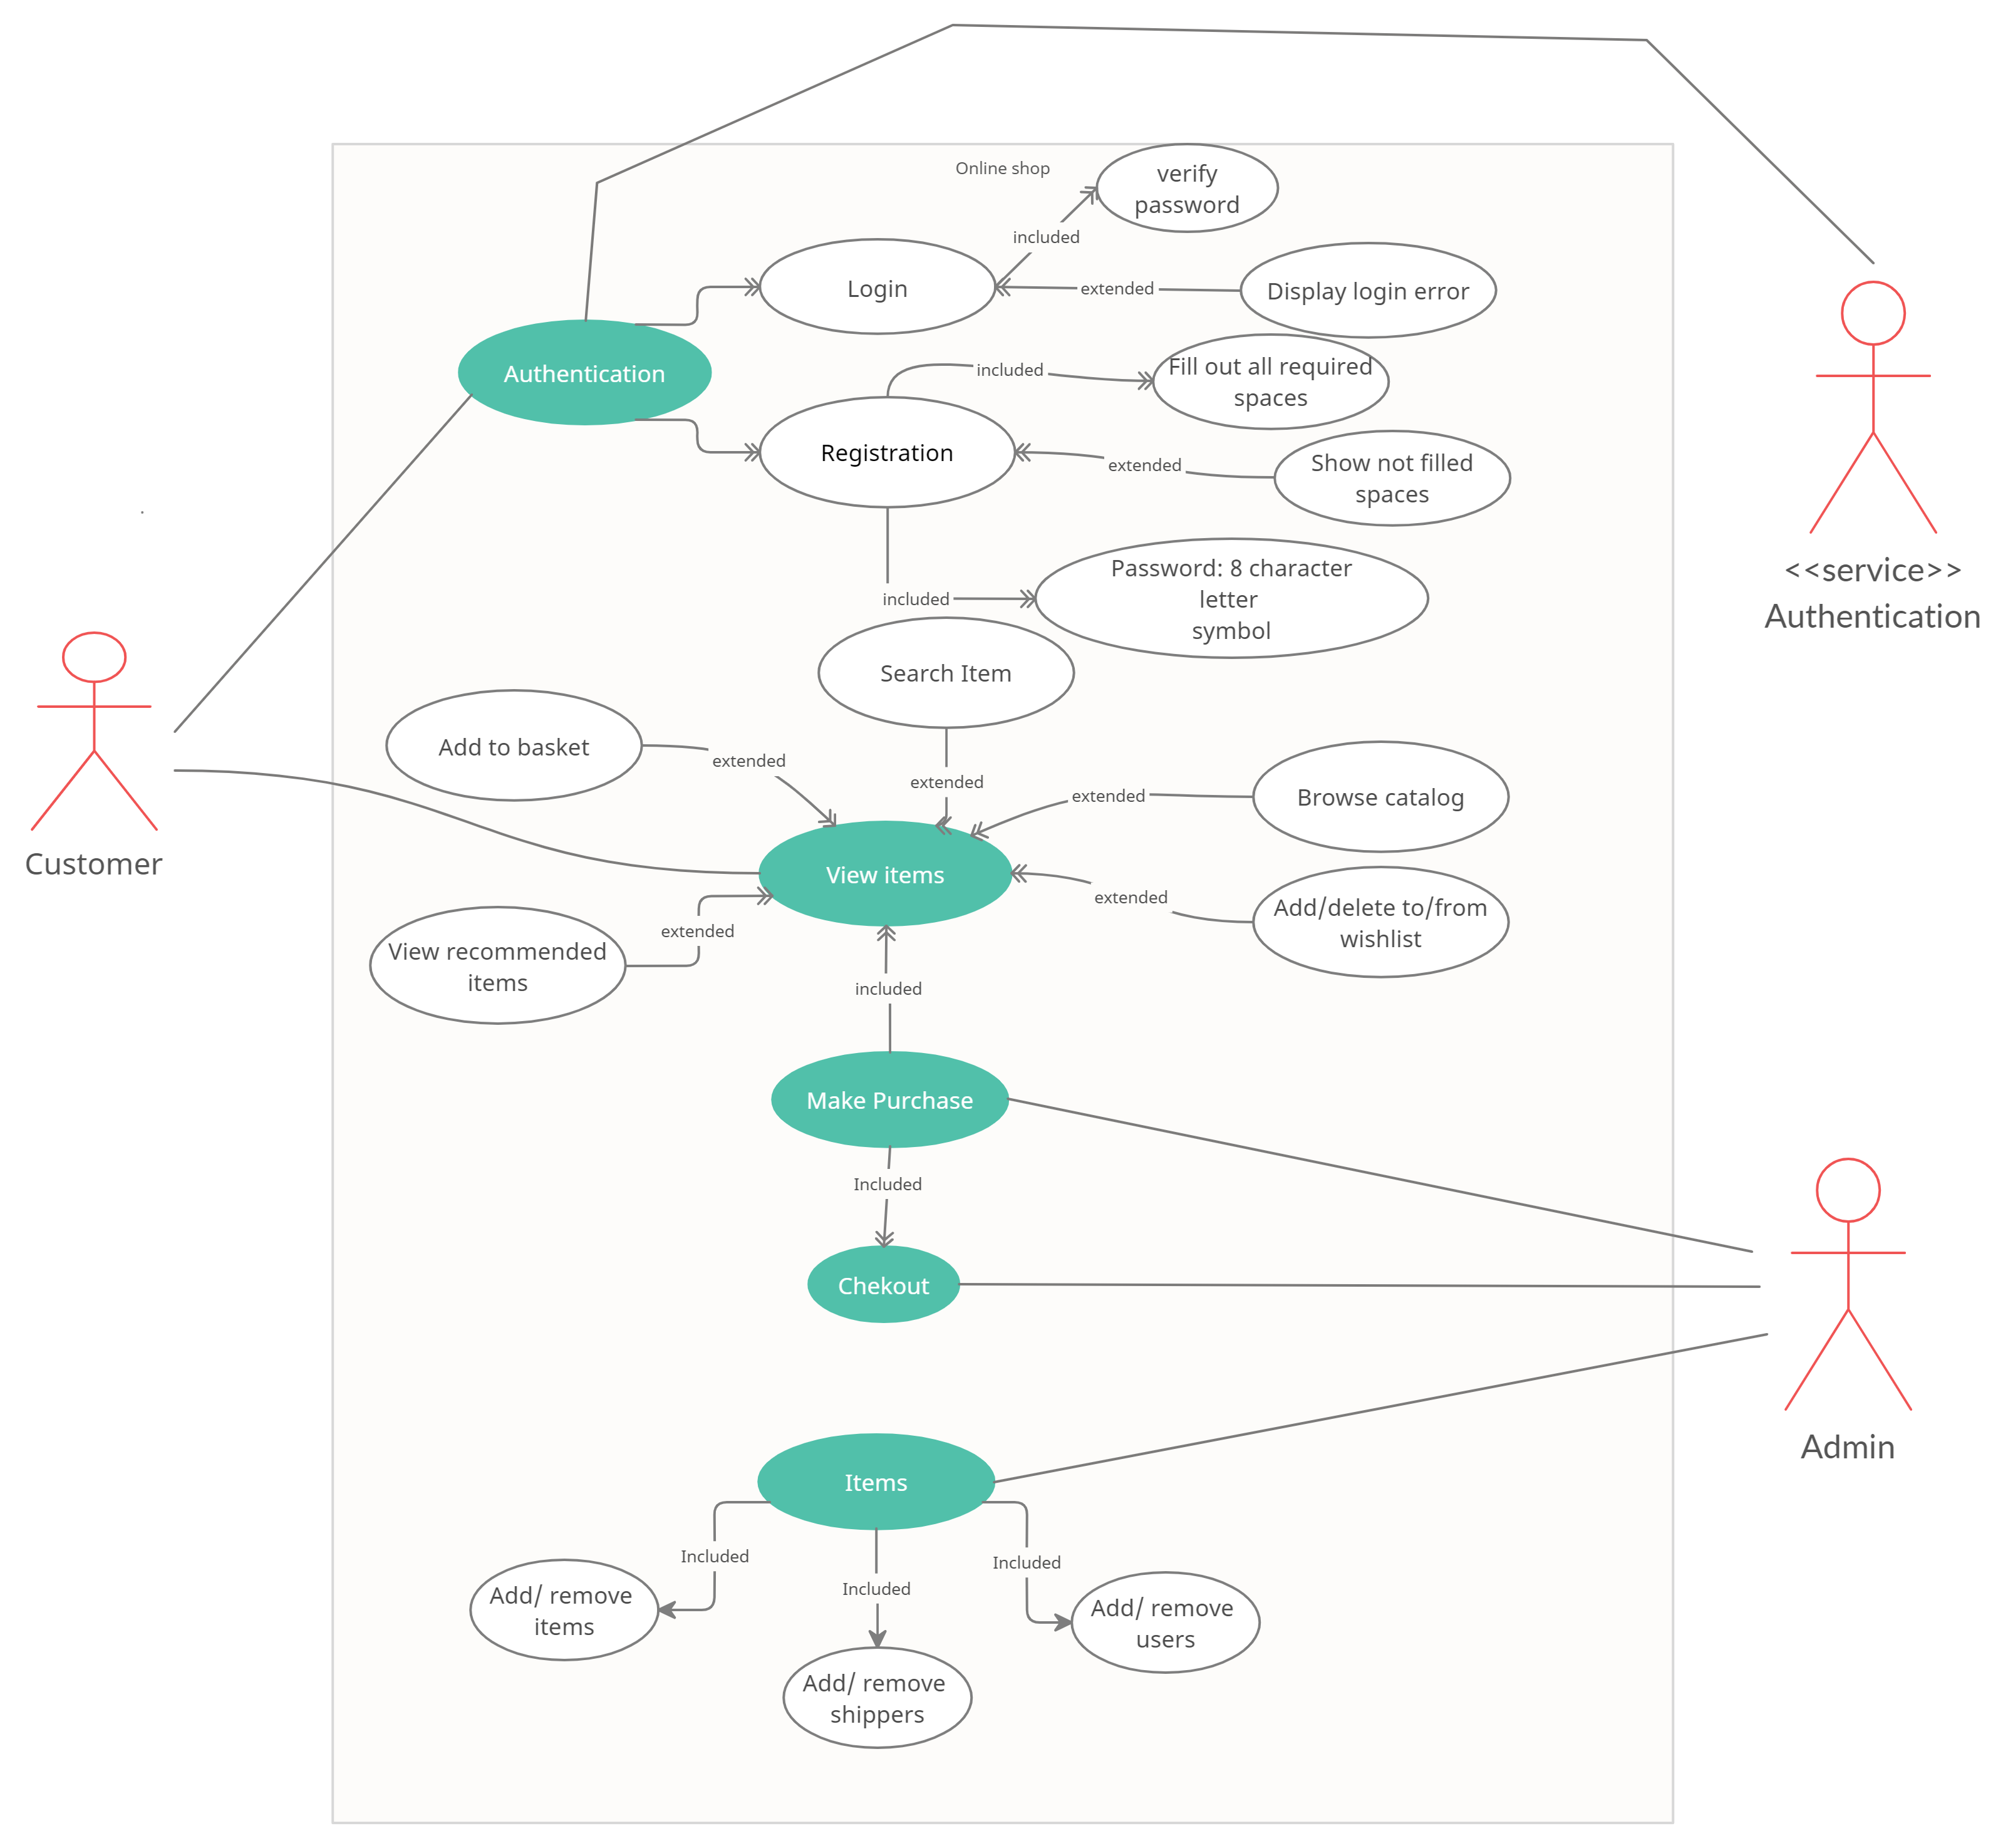 Online shop
verify
password
included
Login
extended
Display login error
Authentication
included
Fill out all required
spaces
Registration
extended
Show not filled
spaces
<<service>>
Authentication
Password: 8 character
letter
symbol
included
Search Item
Add to basket
extended
extended
extended
Browse catalog
Customer
View items
extended
Add/delete to/from
wishlist
extended
View recommended
items
included
Make Purchase
Included
Chekout
Admin
Items
Included
Included
Included
Add/ remove
items
Add/ remove
users
Add/ remove
shippers